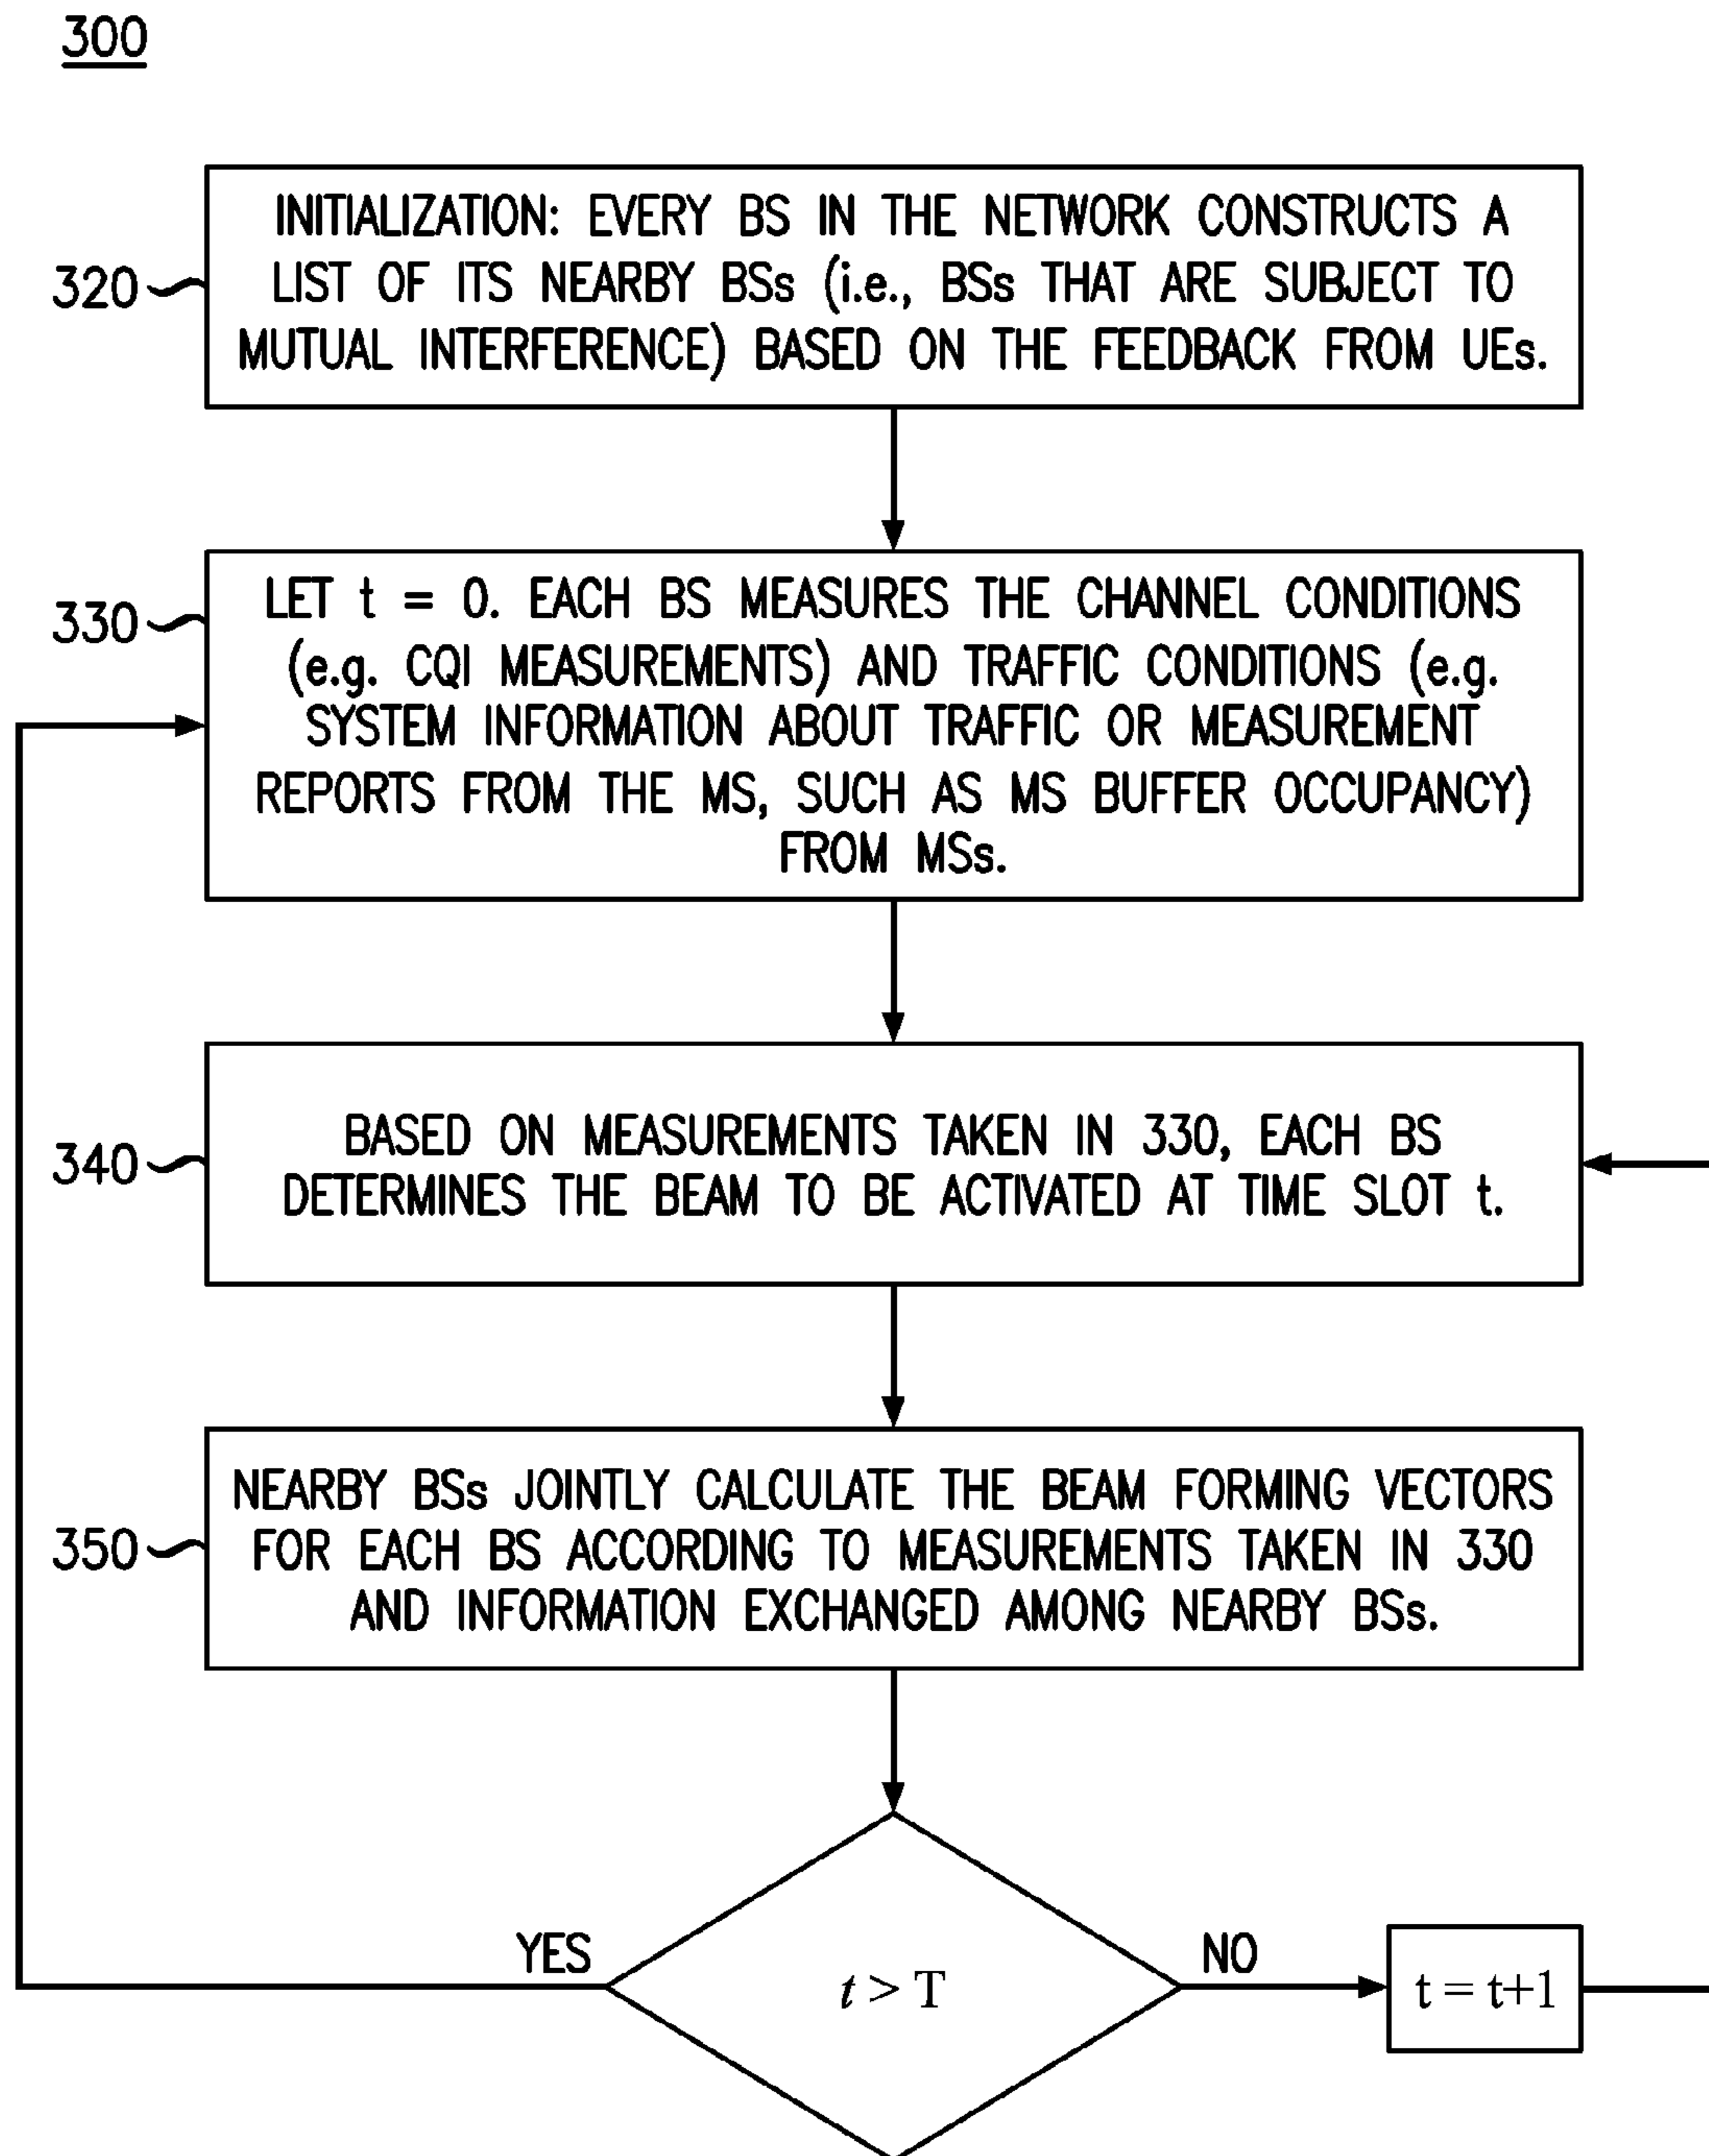 300
320
INITIALIZATION: EVERY BS IN THE NETWORK CONSTRUCTS A
LIST OF ITS NEARBY BSs (i.e., BSs THAT ARE SUBJECT TO
MUTUAL INTERFERENCE) BASED ON THE FEEDBACK FROM UEs.
330
LET t = 0. EACH BS MEASURES THE CHANNEL CONDITIONS
(e.g. CQI MEASUREMENTS) AND TRAFFIC CONDITIONS (e.g.
SYSTEM INFORMATION ABOUT TRAFFIC OR MEASUREMENT
REPORTS FROM THE MS, SUCH AS MS BUFFER OCCUPANCY)
FROM MSs.
340
BASED ON MEASUREMENTS TAKEN IN 330, EACH BS
DETERMINES THE BEAM TO BE ACTIVATED AT TIME SLOT t.
350
NEARBY BSs JOINTLY CALCULATE THE BEAM FORMING VECTORS
FOR EACH BS ACCORDING TO MEASUREMENTS TAKEN IN 330
AND INFORMATION EXCHANGED AMONG NEARBY BSs.
YES
t > T
NO
t = t+1